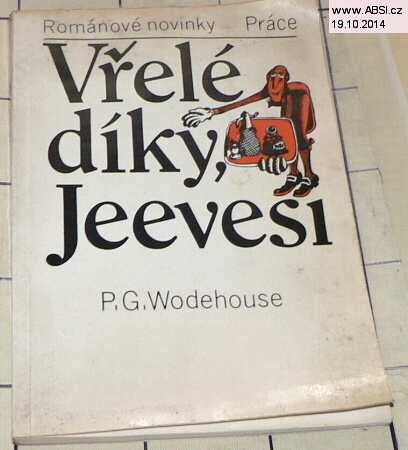 www.ABSI.cz
19.10.2014
Románové novinky Práce
Vřelé
díky,
Jeevesi
P. G. Wodehouse